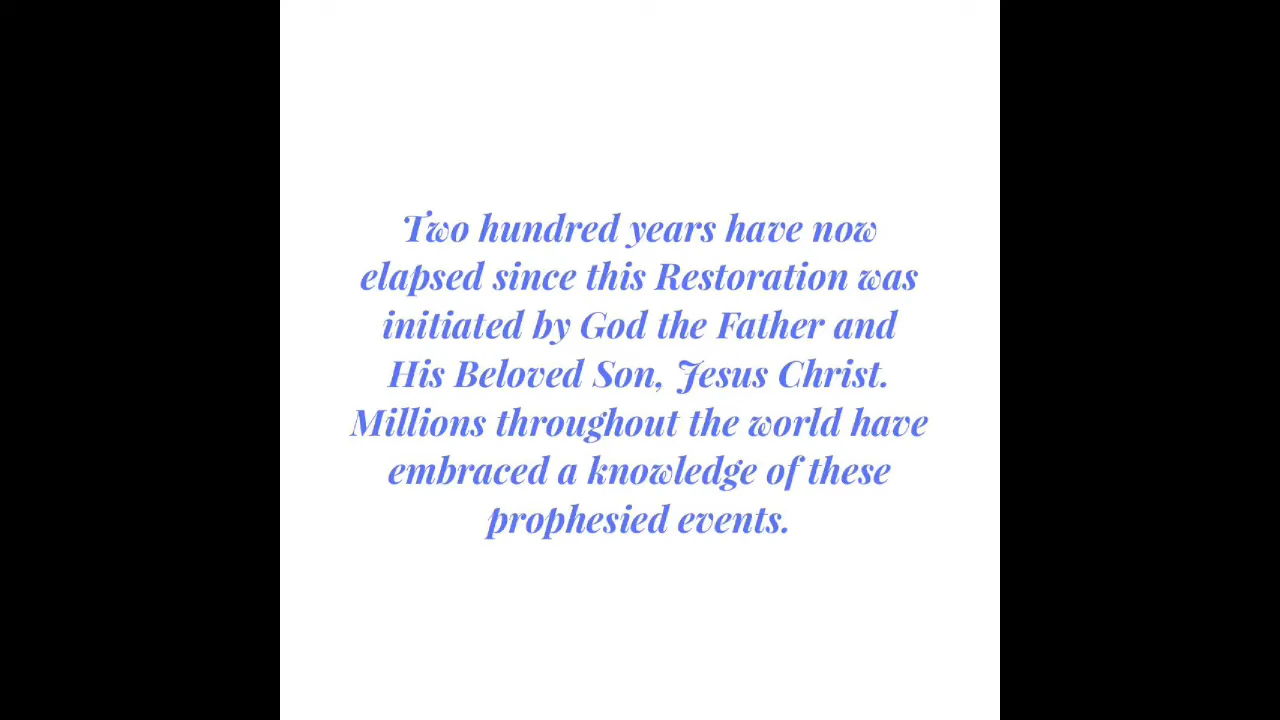 Two hundred years have now
elapsed since this Restoration was
initiated by God the Father and
His Beloved Son, Jesus Christ.
Millions throughout the world have
embraced a knowledge of these
prophesied events.